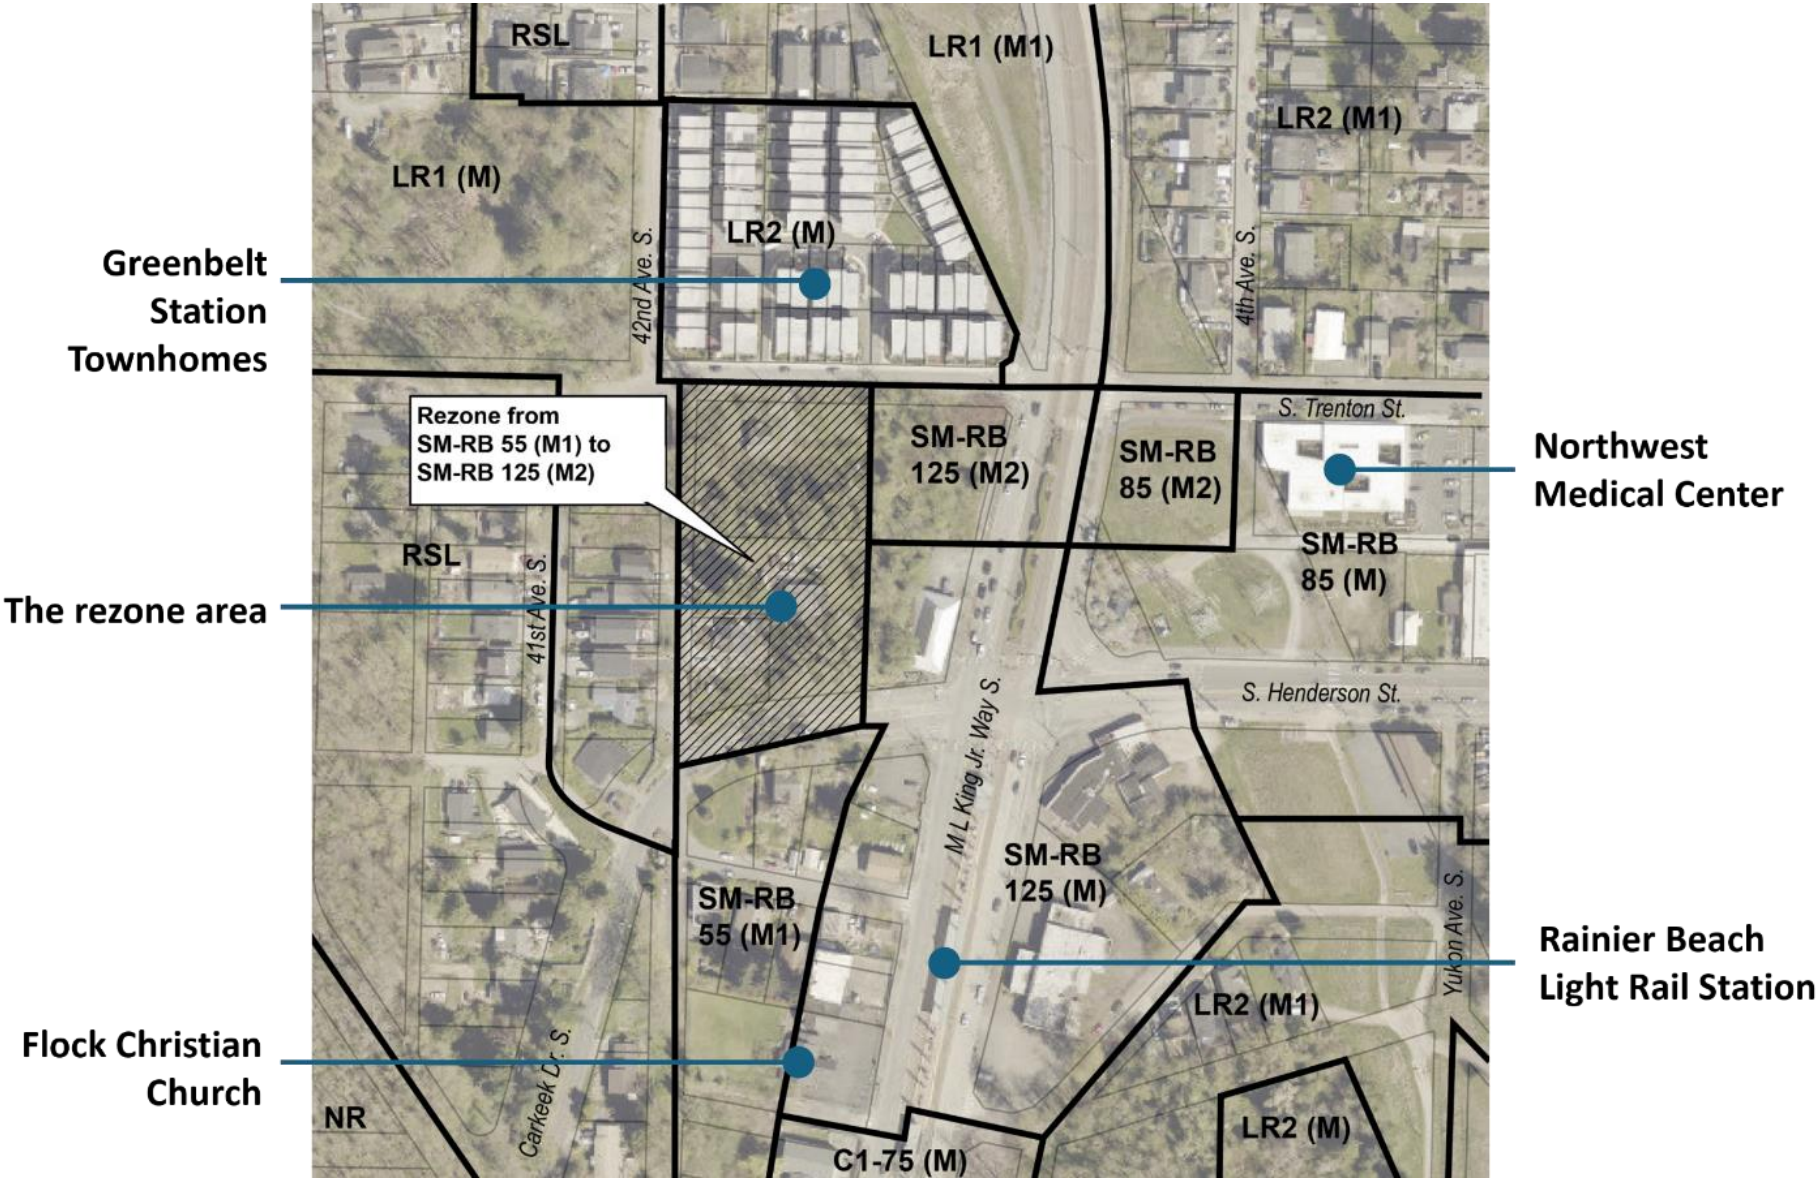 RSL
LR1 (M1)
LR2 (M1)
LR1 (M)
LR2 (M)
42nd Ave. S.
4th Ave. S.
Greenbelt
Station
Townhomes
Rezone from
SM-RB 55 (M1) to
SM-RB 125 (M2)
SM-RB
125 (M2)
SM-RB
85 (M2)
S. Trenton St.
Northwest
Medical Center
RSL
41st Ave. S.
SM-RB
85 (M)
The rezone area
S. Henderson St.
M L King Jr. Way S.
SM-RB
125 (M)
SM-RB
55 (M1)
Yukon Ave. S.
Rainier Beach
Light Rail Station
LR2 (M1)
Flock Christian
Church
Carkeek Dr. S.
NR
LR2 (M)
C1-75 (M)